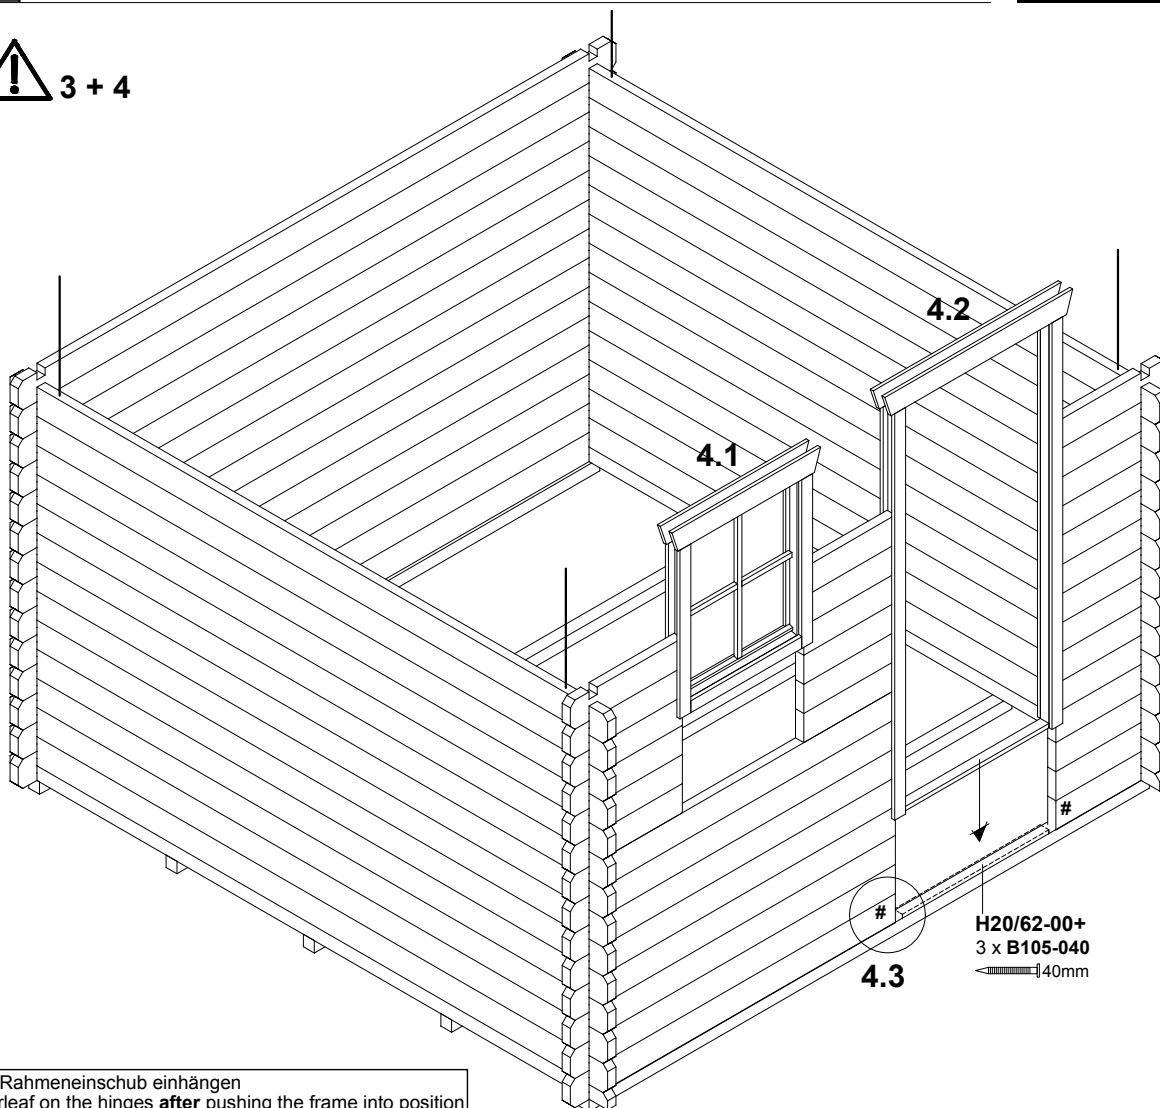 3 + 4
4.2
4.1
#
#
H20/62-00+
3 x B105-040
40mm
4.3
Rahmeneinschub einhängen
on the hinges after pushing the frame into position